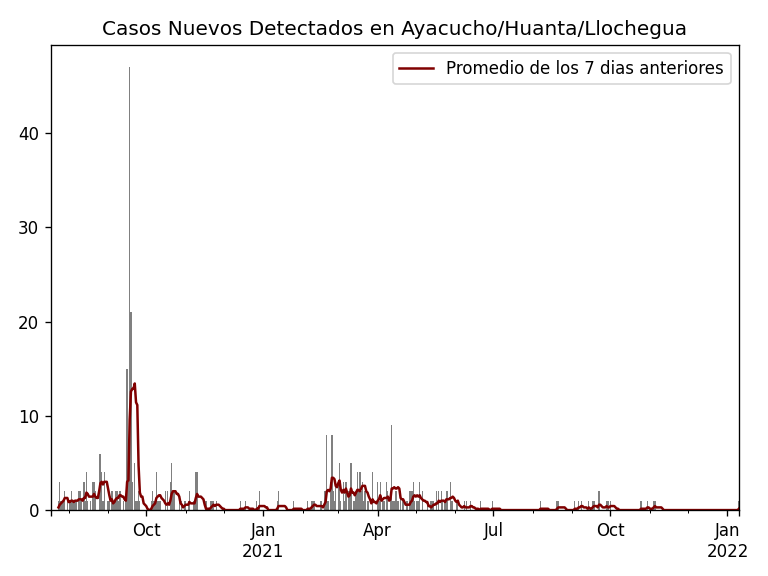 Casos Nuevos Detectados en Ayacucho/Huanta/Llochegua
Promedio de los 7 dias anteriores
40
30
20
10
0
Oct
Jan
2021
Apr
Jul
Oct
Jan
2022